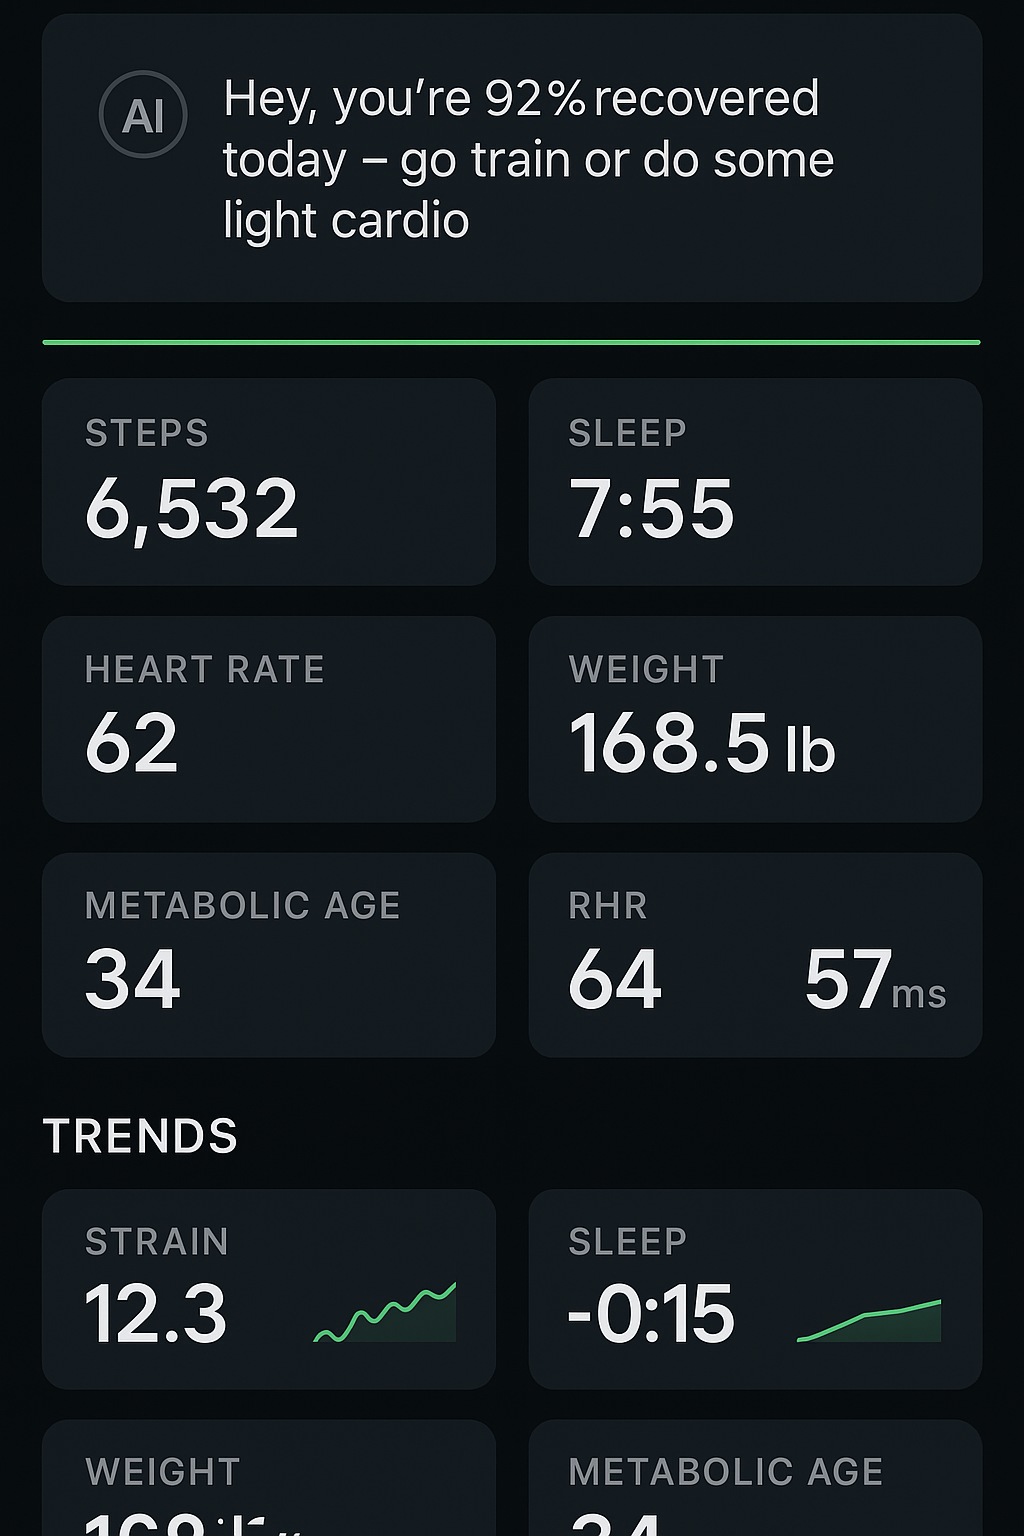 AI
Hey, you’re 92% recovered
today – go train or do some
light cardio
STEPS
6,532
SLEEP
7:55
HEART RATE
62
WEIGHT
168.5 lb
METABOLIC AGE
34
RHR
64 57ms
TRENDS
STRAIN
12.3
SLEEP
-0:15
WEIGHT
METABOLIC AGE